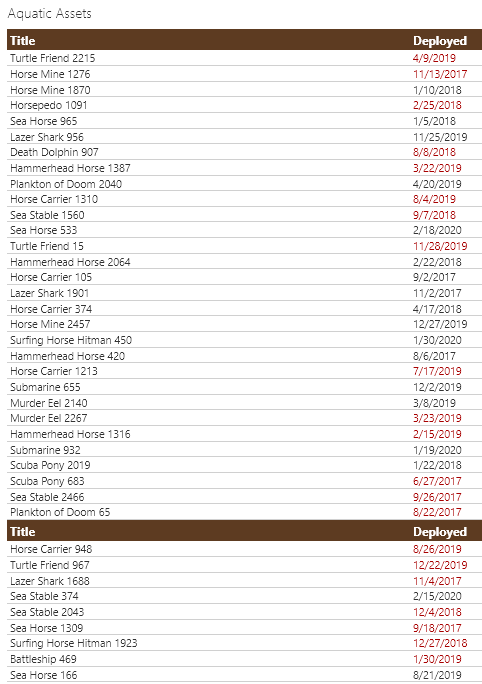 Aquatic Assets
Title Deployed
Turtle Friend 2215 4/9/2019
Horse Mine 1276 11/13/2017
Horse Mine 1870 1/10/2018
Horsepedo 1091 2/25/2018
Sea Horse 965 1/5/2018
Lazer Shark 956 11/25/2019
Death Dolphin 907 8/8/2018
Hammerhead Horse 1387 3/22/2019
Plankton of Doom 2040 4/20/2019
Horse Carrier 1310 8/4/2019
Sea Stable 1560 9/7/2018
Sea Horse 533 2/18/2020
Turtle Friend 15 11/28/2019
Hammerhead Horse 2064 2/22/2018
Horse Carrier 105 9/2/2017
Lazer Shark 1901 11/2/2017
Horse Carrier 374 4/17/2018
Horse Mine 2457 12/27/2019
Surfing Horse Hitman 450 1/30/2020
Hammerhead Horse 420 8/6/2017
Horse Carrier 1213 7/17/2019
Submarine 655 12/2/2019
Murder Eel 2140 3/8/2019
Murder Eel 2267 3/23/2019
Hammerhead Horse 1316 2/15/2019
Submarine 932 1/19/2020
Scuba Pony 2019 1/22/2018
Scuba Pony 683 6/27/2017
Sea Stable 2466 9/26/2017
Plankton of Doom 65 8/22/2017
Title Deployed
Horse Carrier 948 8/26/2019
Turtle Friend 967 12/22/2019
Lazer Shark 1688 11/4/2017
Sea Stable 374 2/15/2020
Sea Stable 2043 12/4/2018
Sea Horse 1309 9/18/2017
Surfing Horse Hitman 1923 12/27/2018
Battleship 469 1/30/2019
Sea Horse 166 8/21/2019